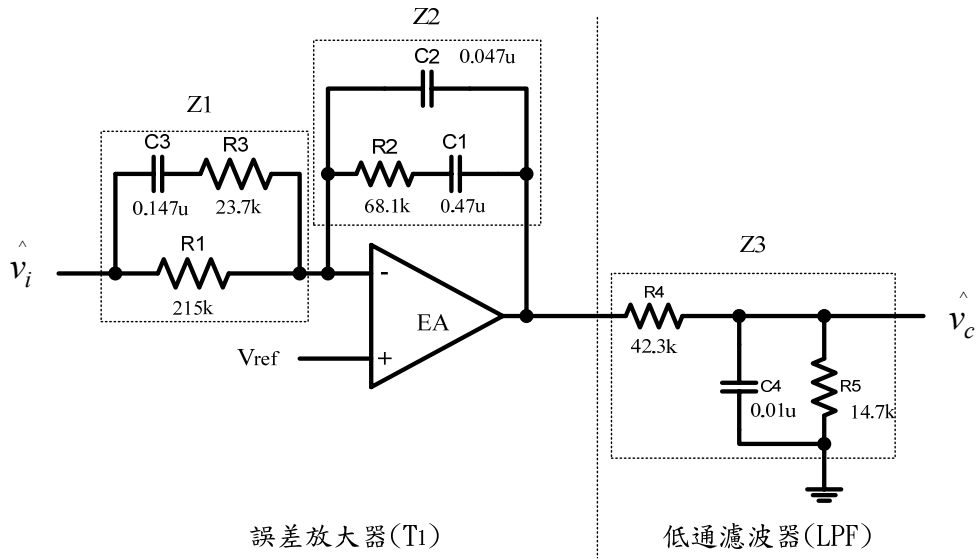 Z2
C2 0.047u
Z1
C3 R3
R2 C1
0.147u 23.7k
68.1k 0.47u
R1
Z3
^
v_i
-
215k
EA
R4
^
v_c
Vref
+
42.3k
C4 R5
0.01u 14.7k
誤差放大器(T1) 低通濾波器(LPF)